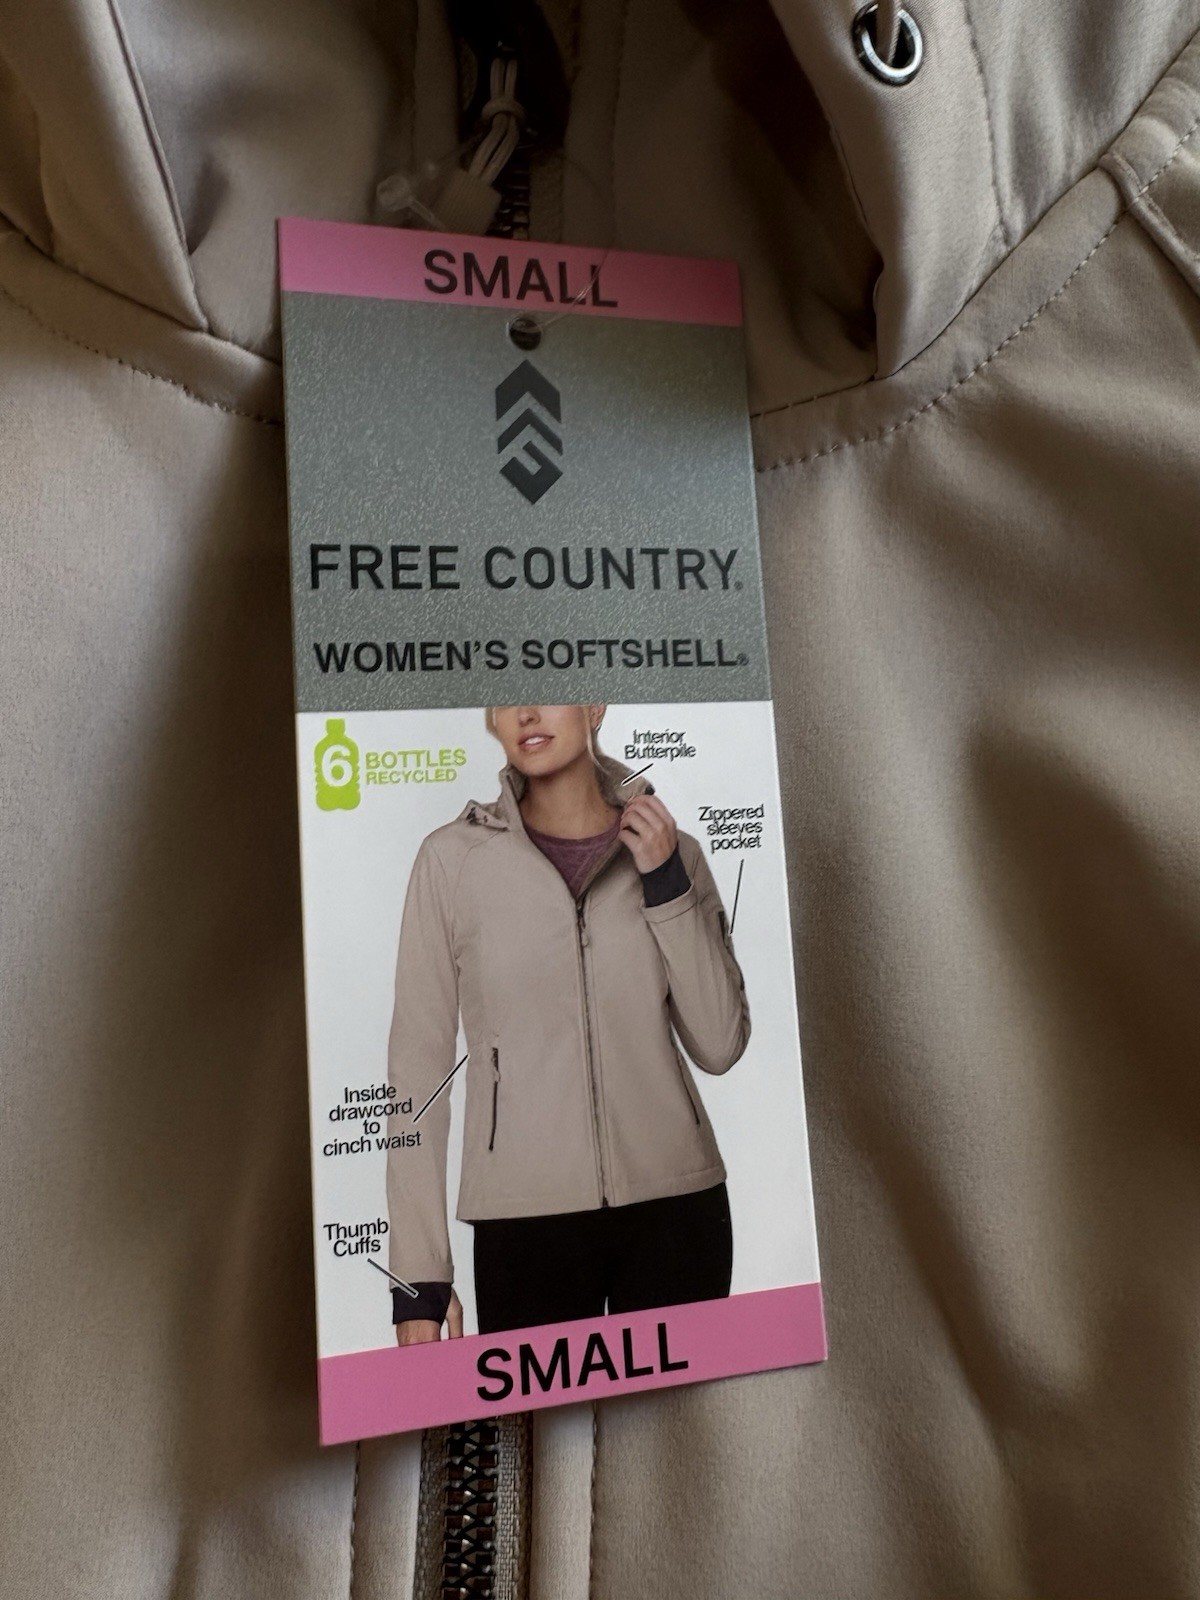 SMALL
FREE COUNTRY®
WOMEN'S SOFTSHELL®
6
BOTTLES
RECYCLED
Interior
Butterpile
Zippered
sleeves
pocket
Inside
drawcord
to
cinch waist
Thumb
Cuffs
SMALL